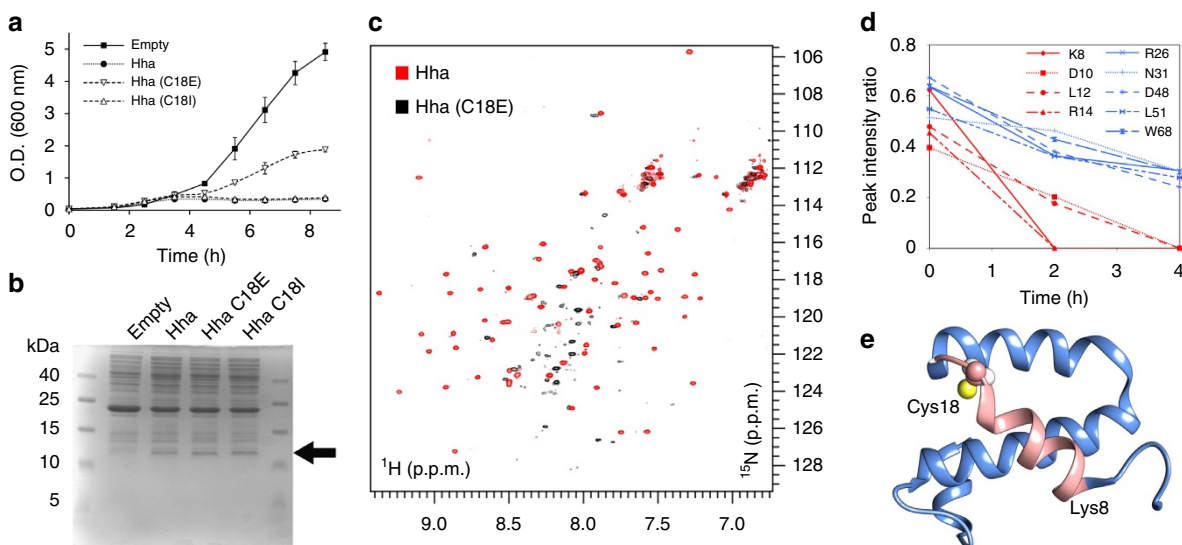 a
O.D. (600 nm)
5
4
3
2
1
0
0 2 4 6 8
Time (h)
Empty
Hha
Hha (C18E)
Hha (C18I)
b
Empty
Hha
Hha C18E
Hha C18I
kDa
40
25
15
10
5
c
Hha
Hha (C18E)
106
108
110
112
114
116
118
120
122
124
126
128
¹H (p.p.m.)
¹⁵N (p.p.m.)
9.0 8.5 8.0 7.5 7.0
d
Peak intensity ratio
0.8
0.6
0.4
0.2
0
0 1 2 3 4
Time (h)
K8
D10
L12
R14
R26
N31
D48
L51
W68
e
Cys18
Lys8